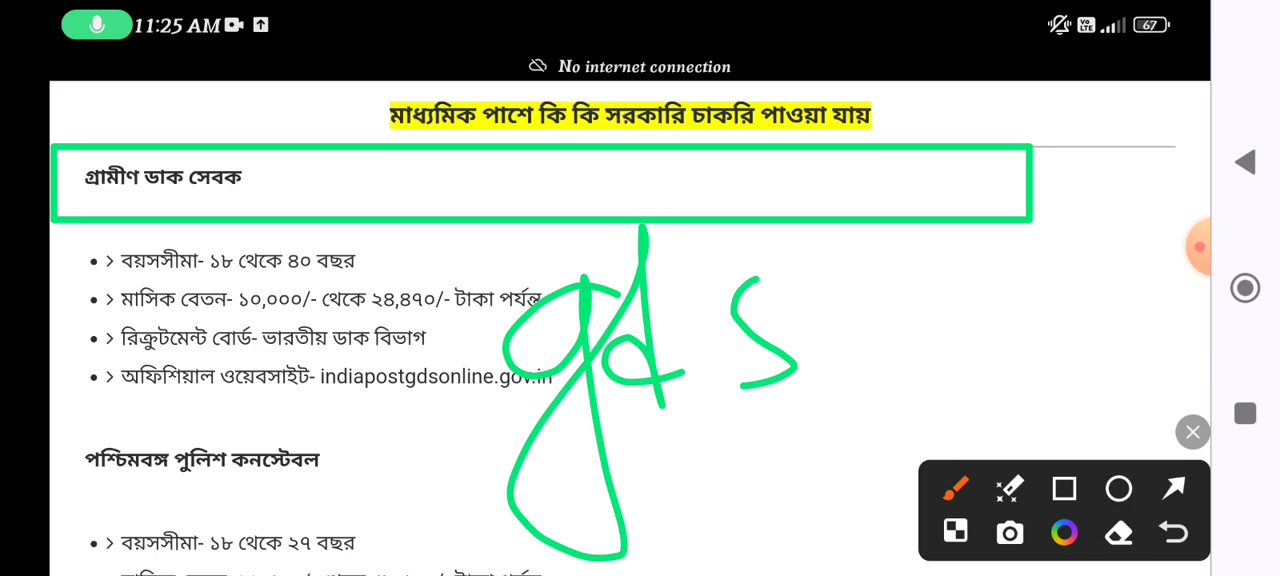 11:25 AM
67
No internet connection
মাধ্যমিক পাশে কি কি সরকারি চাকরি পাওয়া যায়
গ্রামীণ ডাক সেবক
> বয়সসীমা- ১৮ থেকে ৪০ বছর
> মাসিক বেতন- ১০,০০০/- থেকে ২৪,৪৭০/- টাকা পর্যন্ত
> রিক্রুটমেন্ট বোর্ড- ভারতীয় ডাক বিভাগ
> অফিশিয়াল ওয়েবসাইট- indiapostgdsonline.gov.in
gds
পশ্চিমবঙ্গ পুলিশ কনস্টেবল
> বয়সসীমা- ১৮ থেকে ২৭ বছর